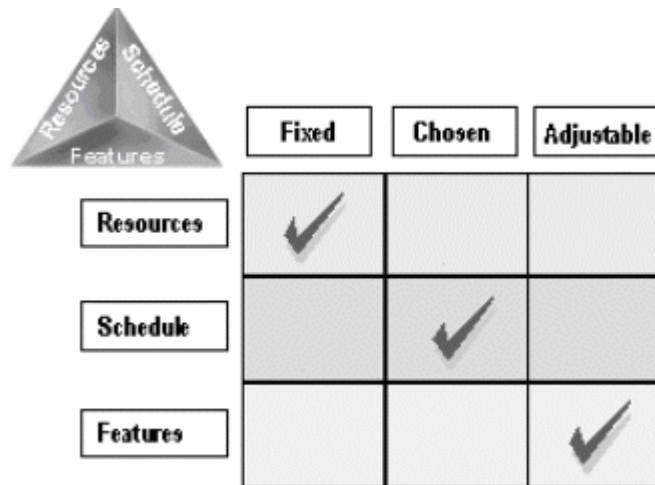 Resources
Schedule
Features
Fixed Chosen Adjustable
Resources
Schedule
Features